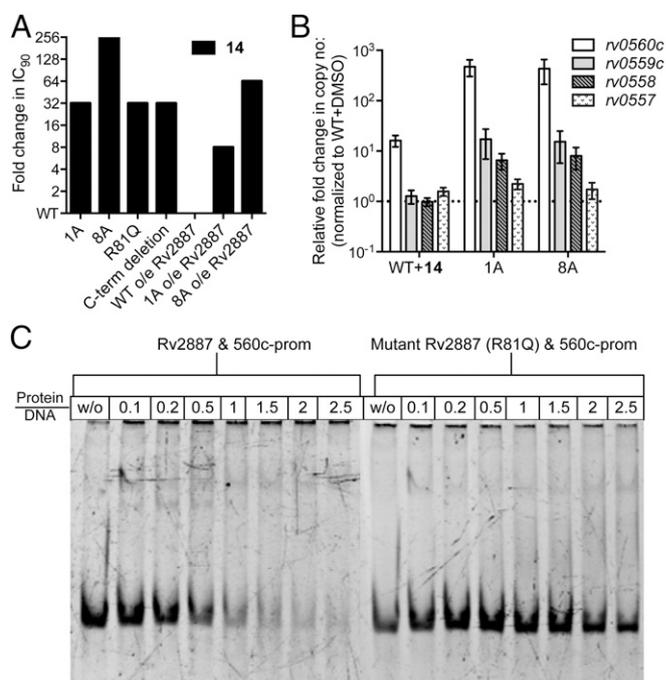 A
Fold change in IC90
256
128
64
32
16
8
4
2
WT
14
1A
8A
R81Q
C-term deletion
WT o/e Rv2887
1A o/e Rv2887
8A o/e Rv2887
B
Relative fold change in copy no:
(normalized to WT+DMSO)
10³
10²
10¹
10⁰
10⁻¹
rv0560c
rv0559c
rv0558
rv0557
WT+14
1A
8A
C
Rv2887 & 560c-prom
Mutant Rv2887 (R81Q) & 560c-prom
Protein
DNA
w/o 0.1 0.2 0.5 1 1.5 2 2.5
w/o 0.1 0.2 0.5 1 1.5 2 2.5